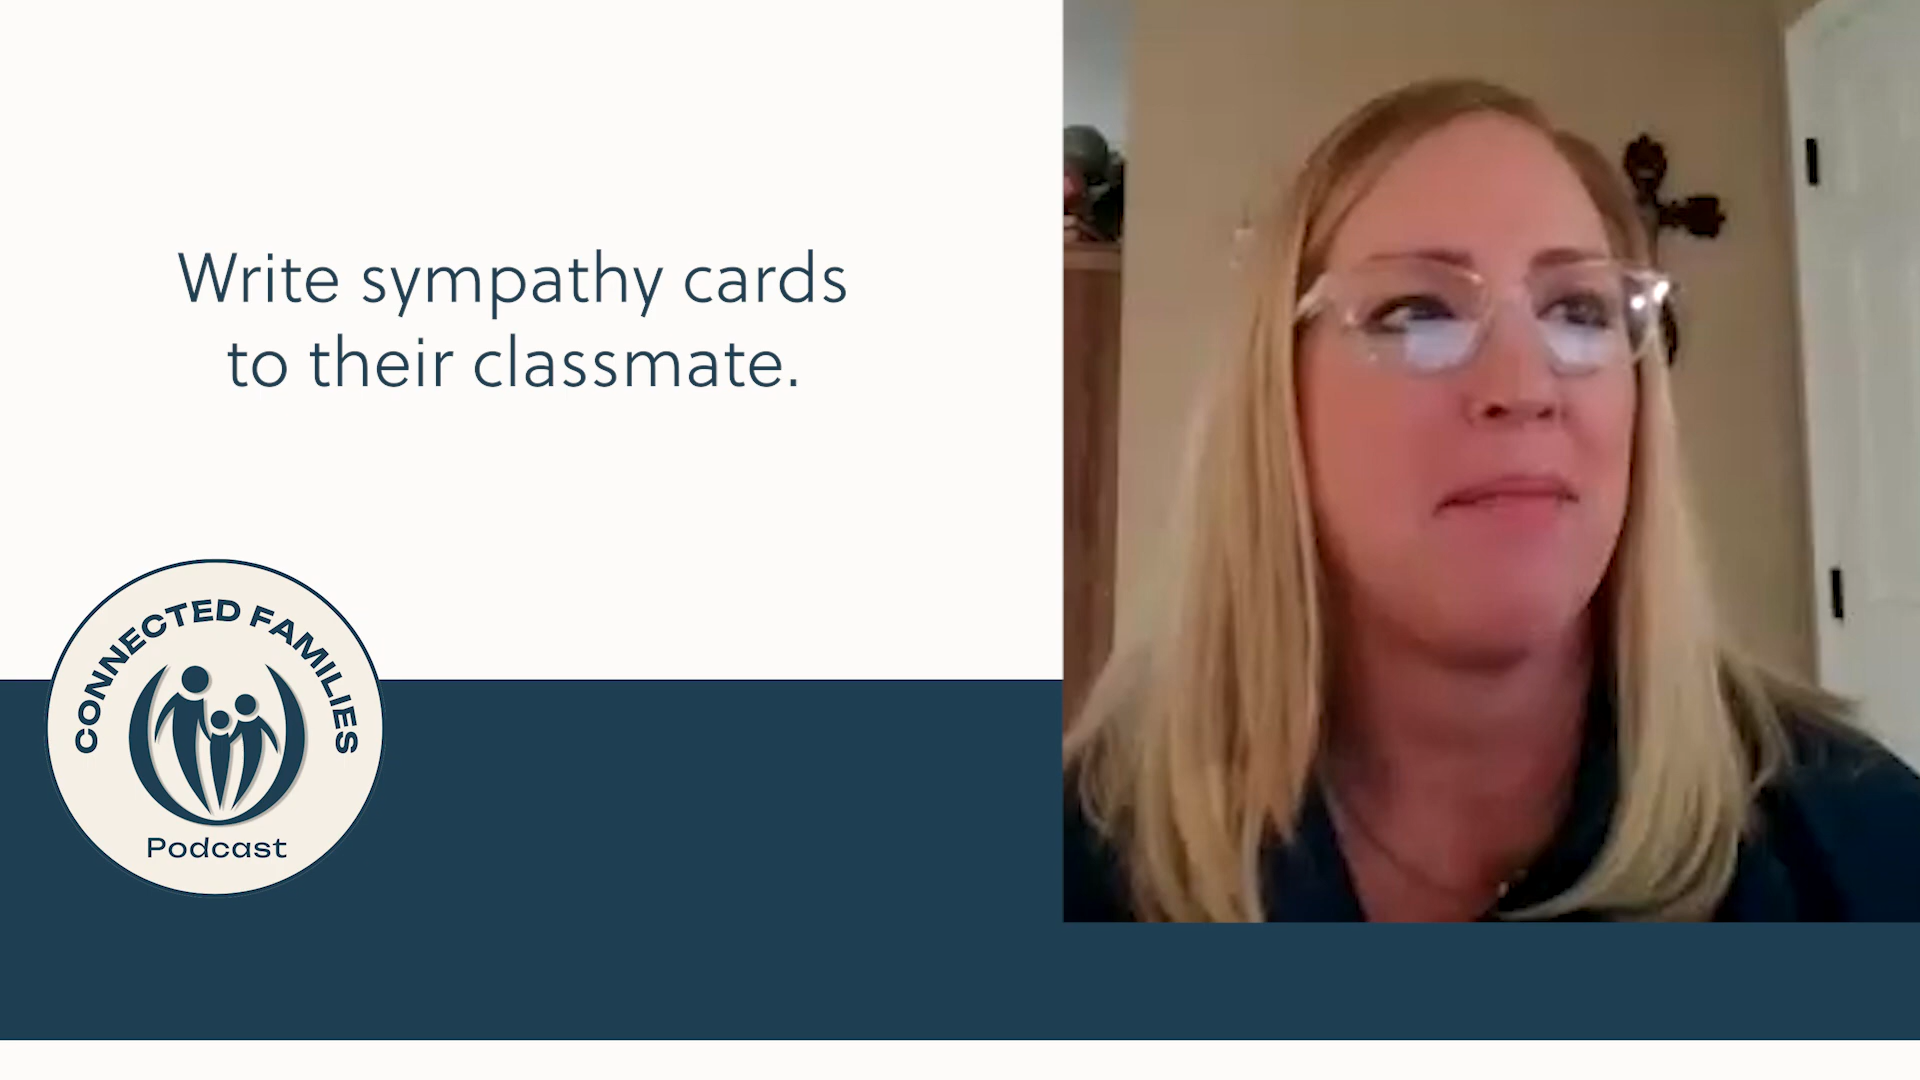 Write sympathy cards
to their classmate.
CONNECTED FAMILIES
Podcast